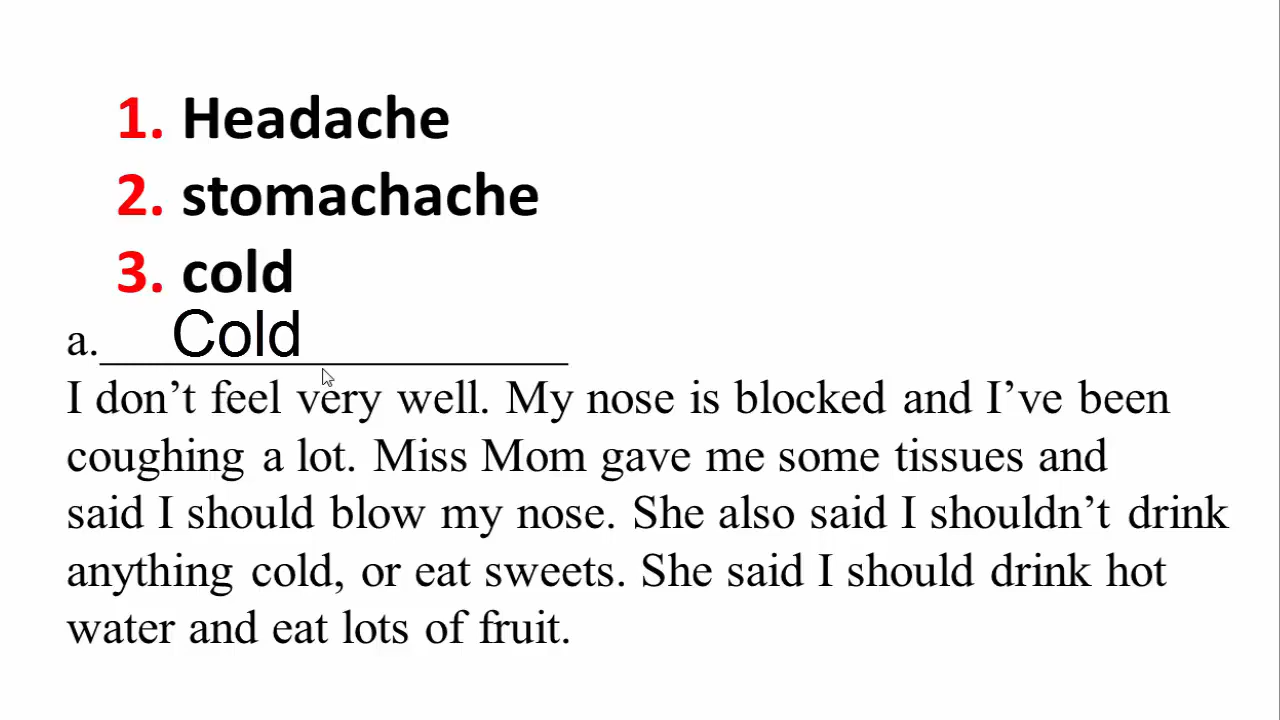 1. Headache
2. stomachache
3. cold
a. Cold
I don’t feel very well. My nose is blocked and I’ve been
coughing a lot. Miss Mom gave me some tissues and
said I should blow my nose. She also said I shouldn’t drink
anything cold, or eat sweets. She said I should drink hot
water and eat lots of fruit.